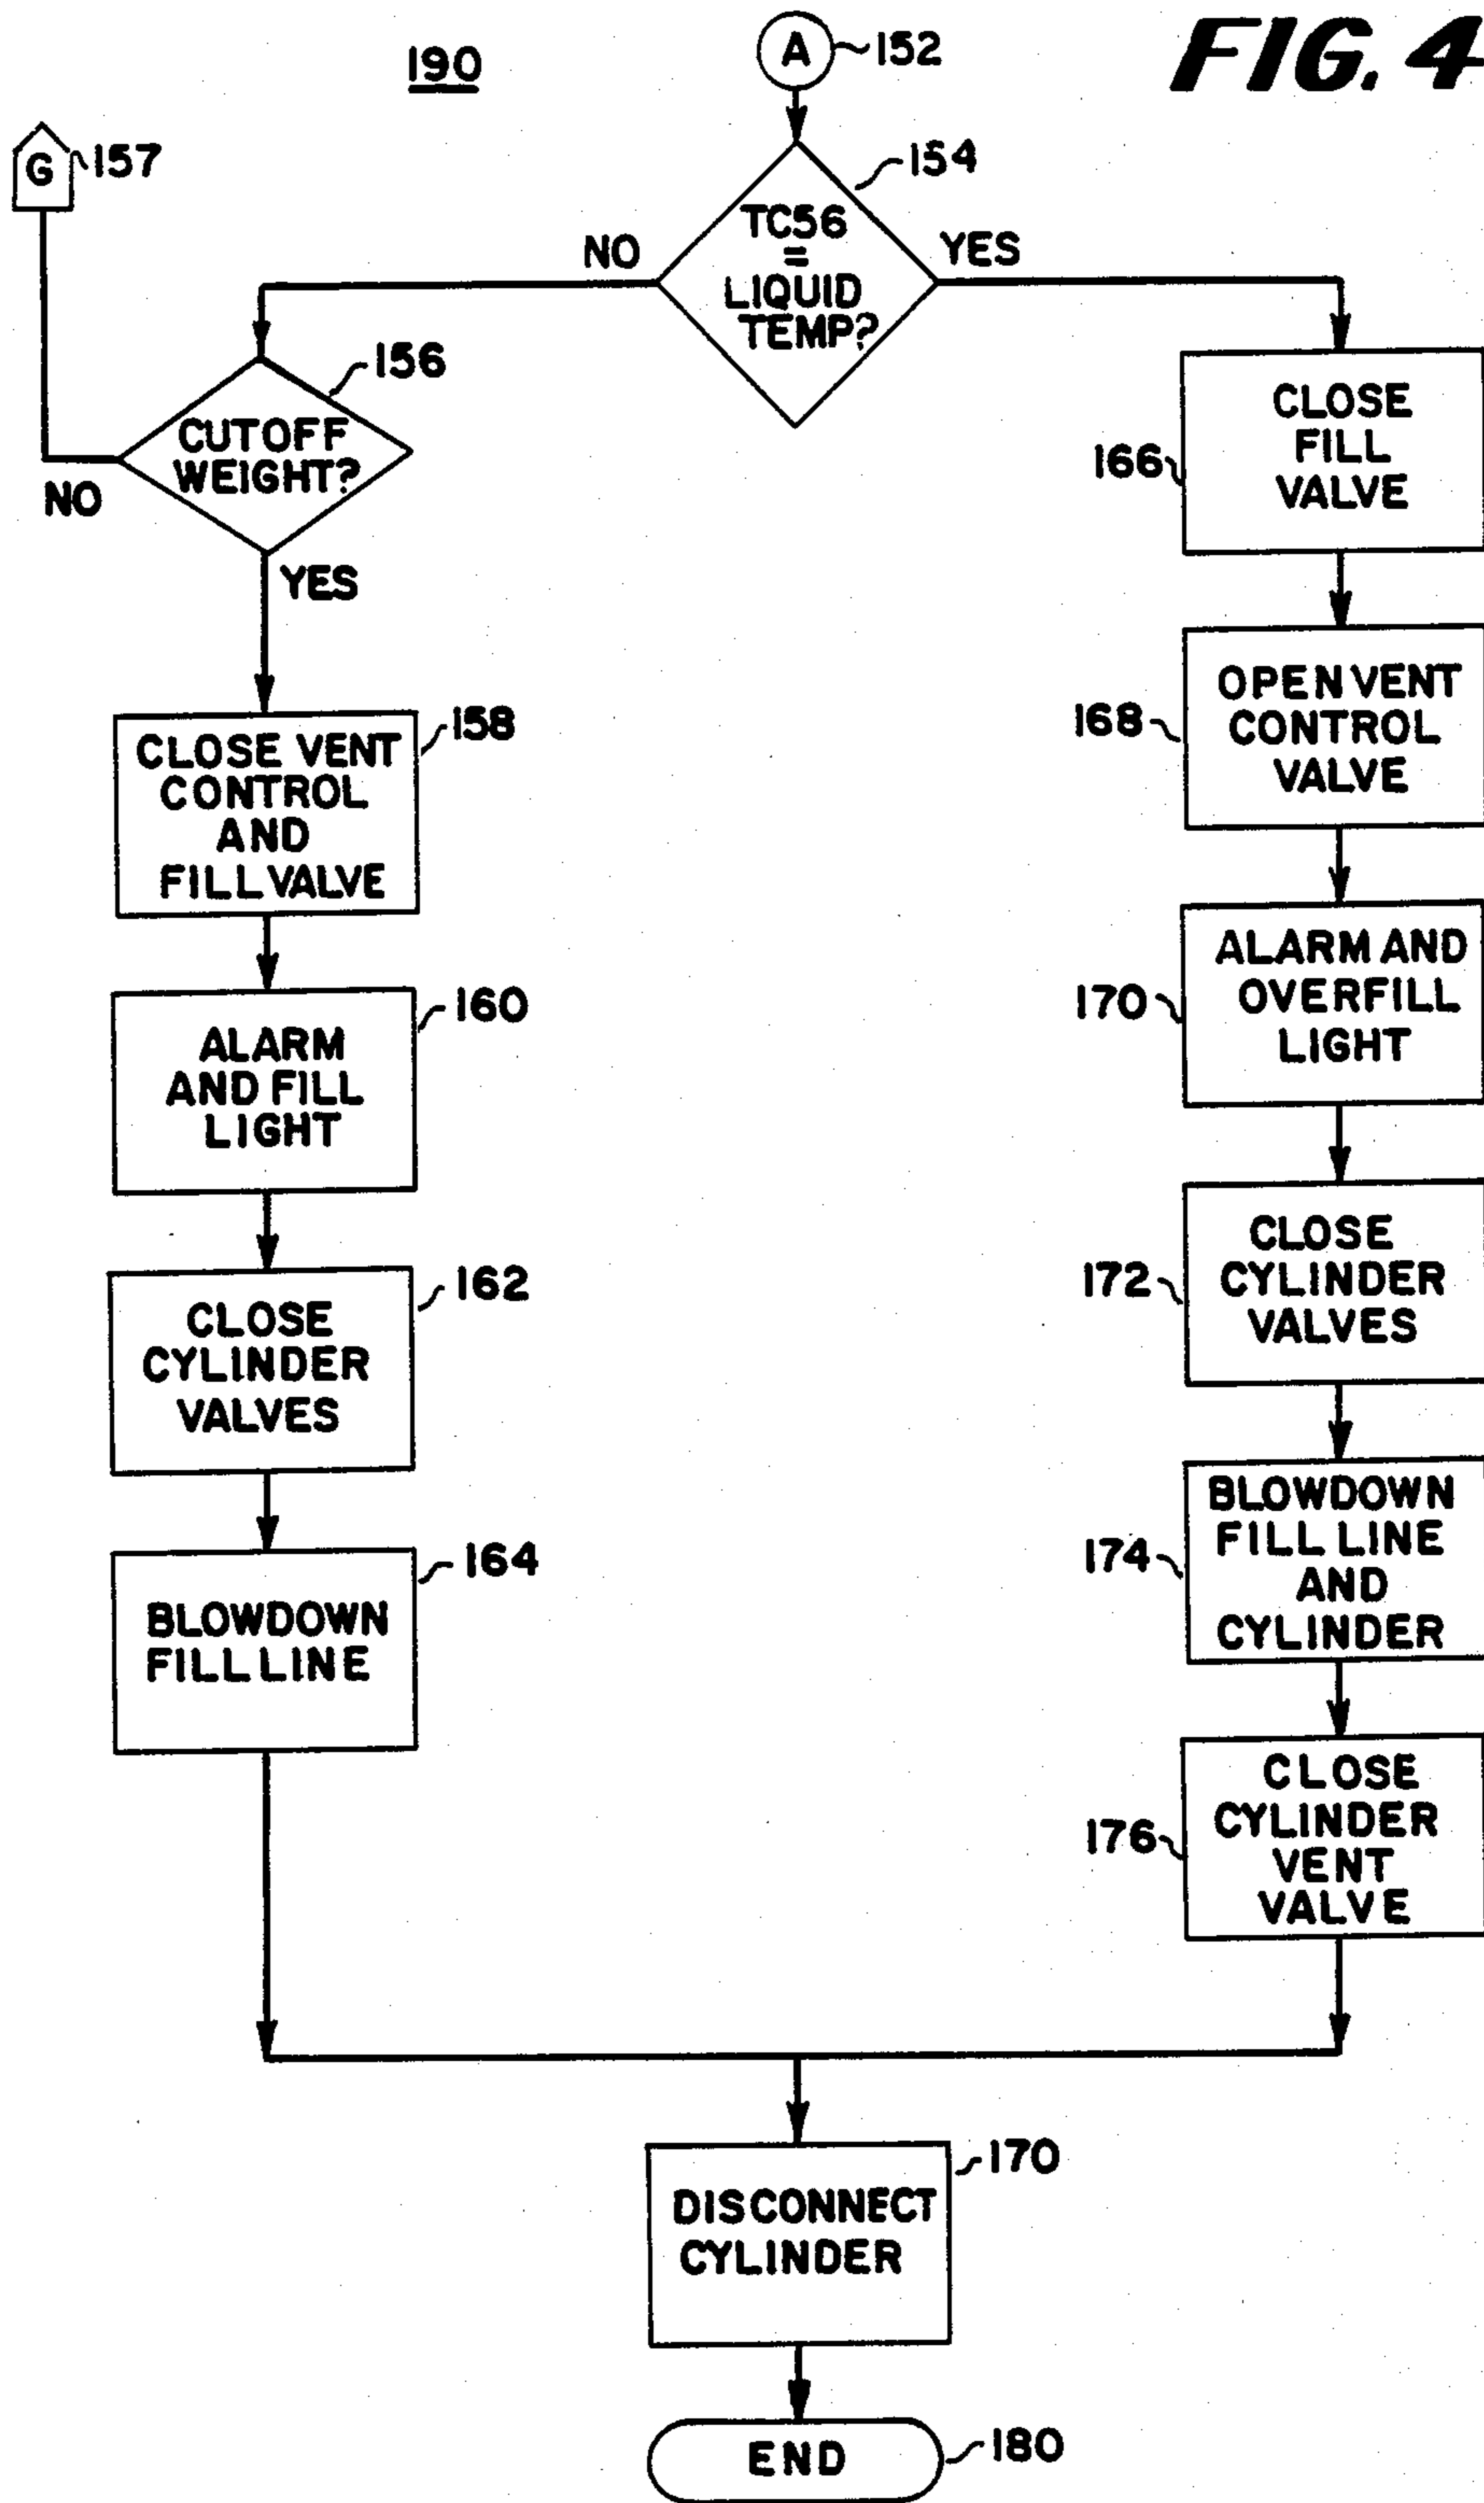 190
A
152
FIG. 4
G
157
154
TC56
=
LIQUID
TEMP?
NO
YES
156
CUTOFF
WEIGHT?
NO
YES
158
CLOSE VENT
CONTROL
AND
FILL VALVE
160
ALARM
AND FILL
LIGHT
162
CLOSE
CYLINDER
VALVES
164
BLOWDOWN
FILL LINE
166
CLOSE
FILL
VALVE
168
OPEN VENT
CONTROL
VALVE
170
ALARM AND
OVERFILL
LIGHT
172
CLOSE
CYLINDER
VALVES
174
BLOWDOWN
FILL LINE
AND
CYLINDER
176
CLOSE
CYLINDER
VENT
VALVE
170
DISCONNECT
CYLINDER
END
180